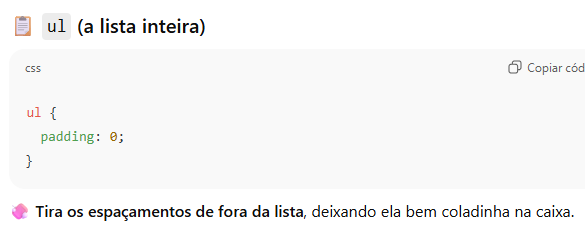 📋 ul (a lista inteira)
css
Copiar cód
ul {
  padding: 0;
}
Tira os espaçamentos de fora da lista, deixando ela bem coladinha na caixa.